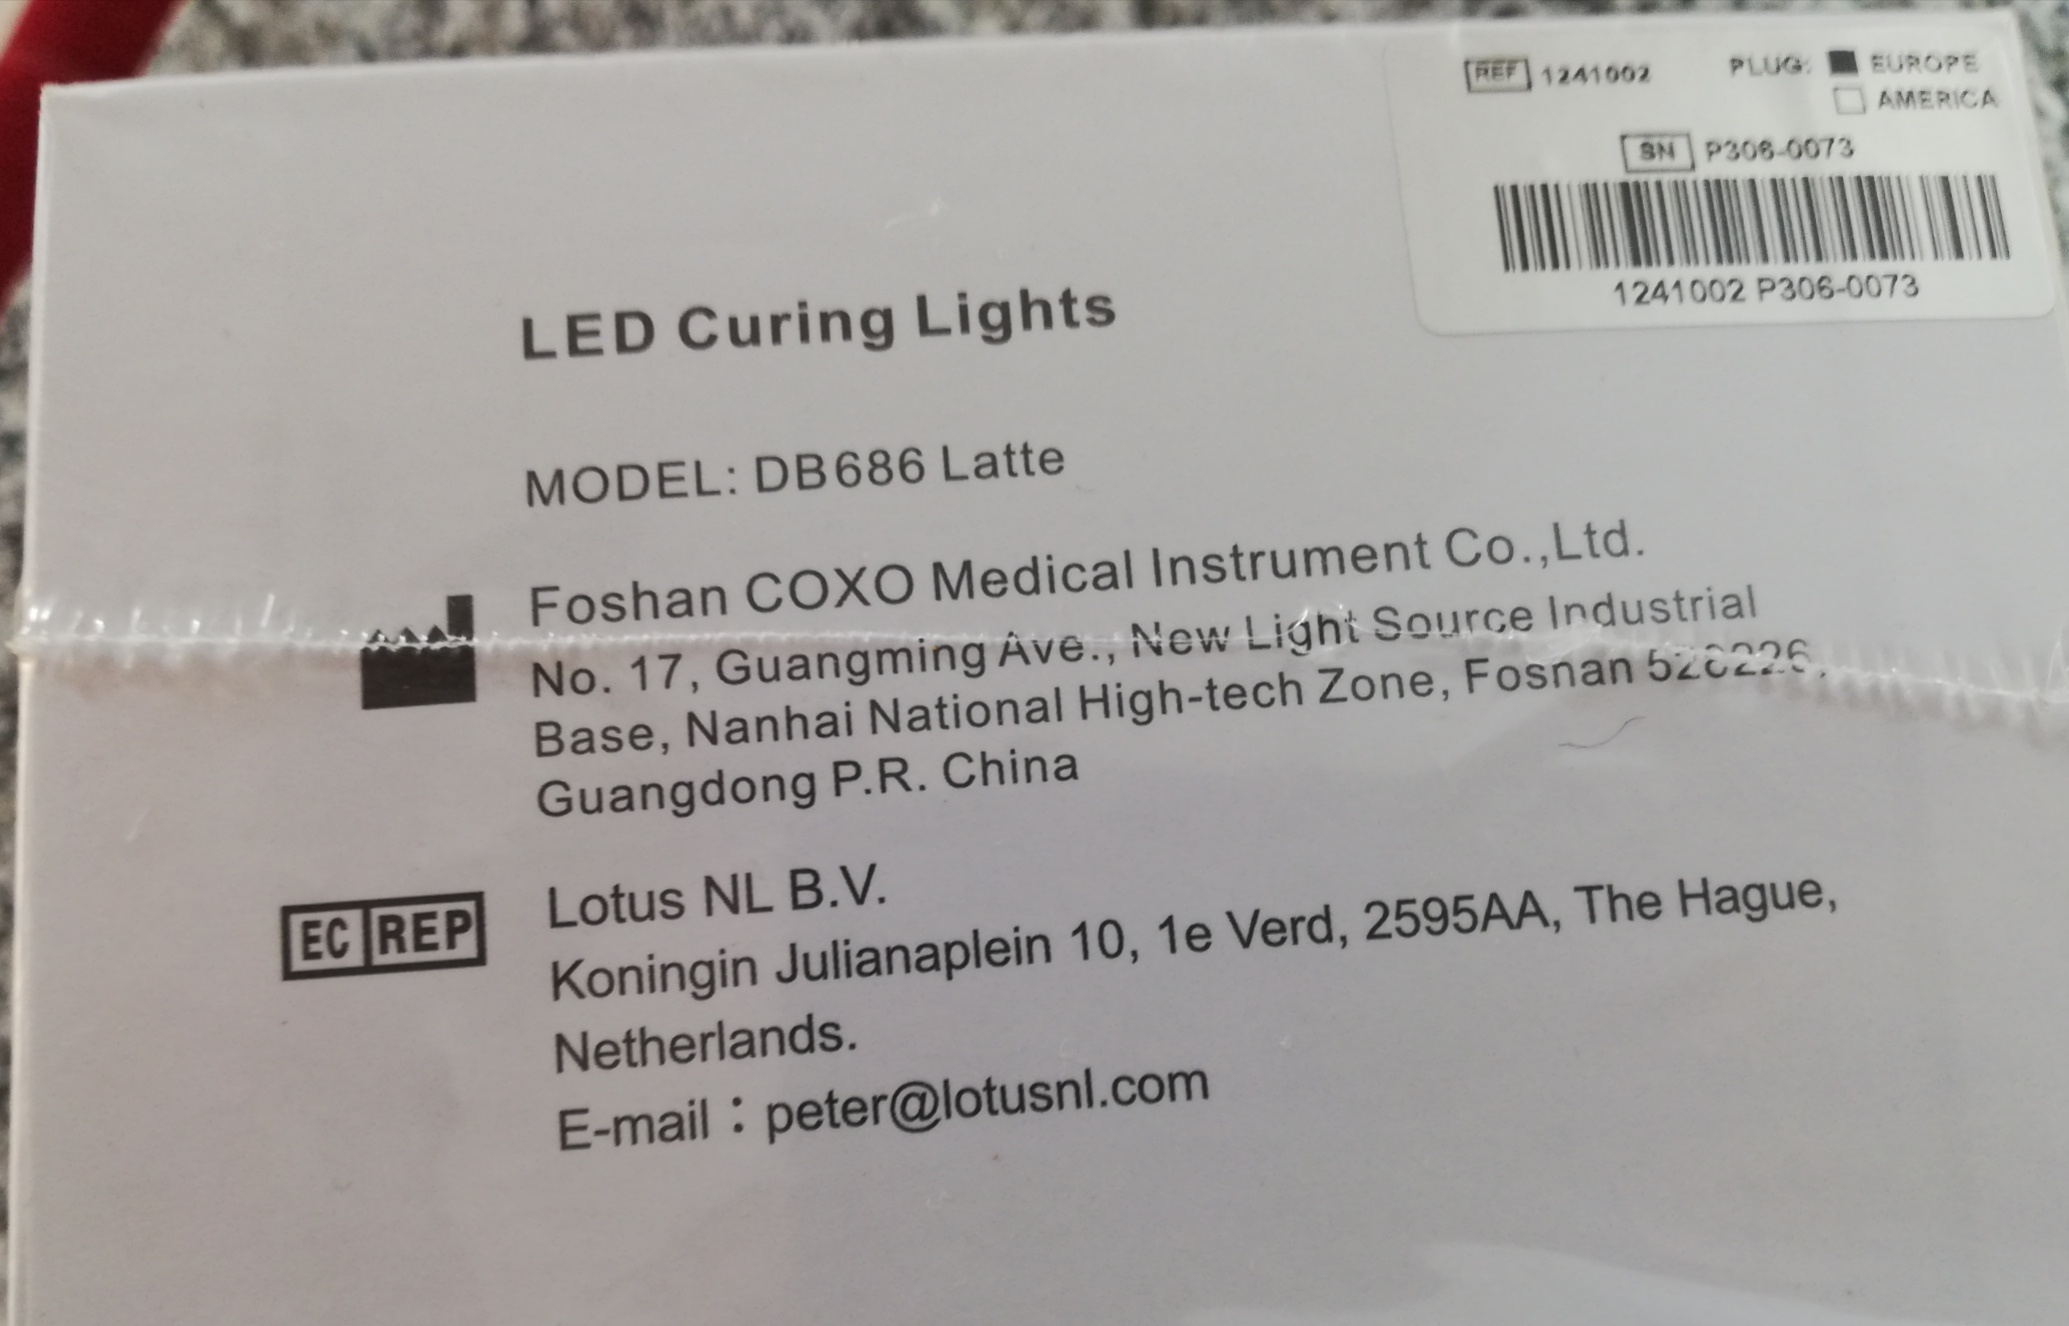 REF 1241002 PLUG: EUROPE
AMERICA
SN P306-0073
1241002 P306-0073
LED Curing Lights
MODEL: DB686 Latte
Foshan COXO Medical Instrument Co.,Ltd.
No. 17, Guangming Ave., New Light Source Industrial
Base, Nanhai National High-tech Zone, Foshan
Guangdong P.R. China
EC REP
Lotus NL B.V.
Koningin Julianaplein 10, 1e Verd, 2595AA, The Hague,
Netherlands.
E-mail：peter@lotusnl.com